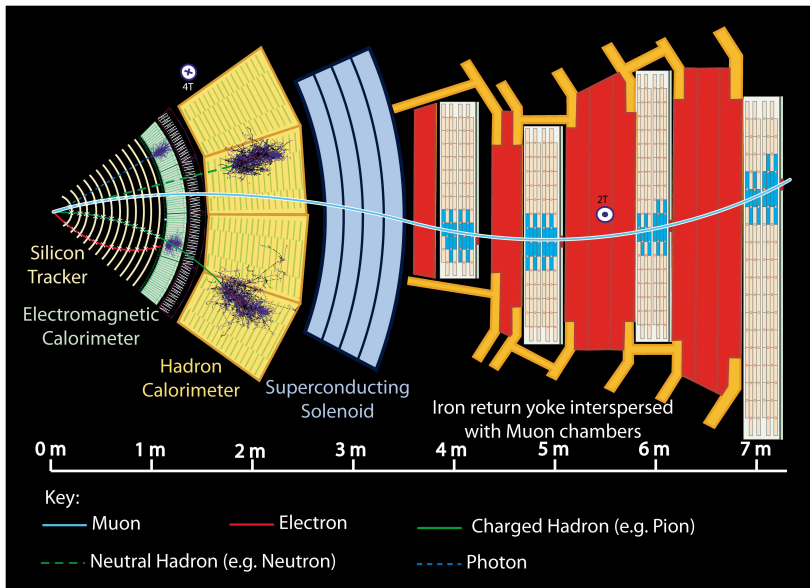 4T
2T
Silicon
Tracker
Electromagnetic
Calorimeter
Hadron
Calorimeter
Superconducting
Solenoid
Iron return yoke interspersed
with Muon chambers
0 m 1 m 2 m 3 m 4 m 5 m 6 m 7 m
Key:
Muon Electron Charged Hadron (e.g. Pion)
Neutral Hadron (e.g. Neutron) Photon